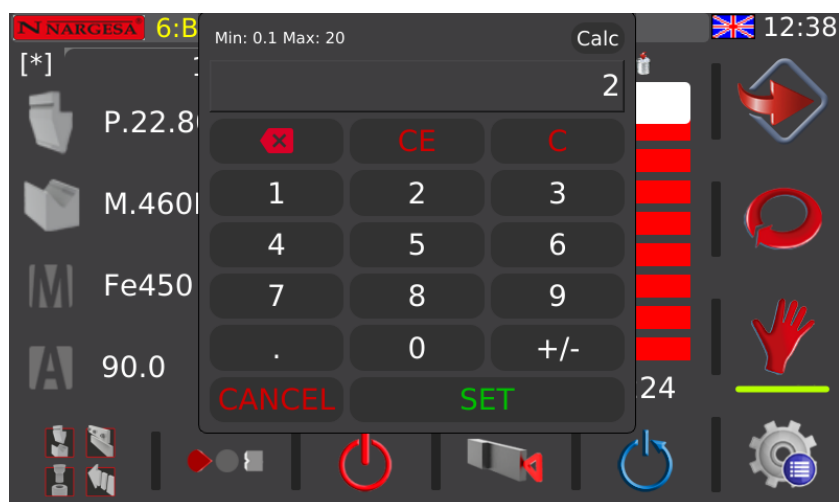 NARGESA 6:B
12:38
[*]
1
P.22.8
M.460
Fe450
90.0
24
Min: 0.1 Max: 20
Calc
2
CE C
1 2 3
4 5 6
7 8 9
. 0 +/-
CANCEL SET
M
A